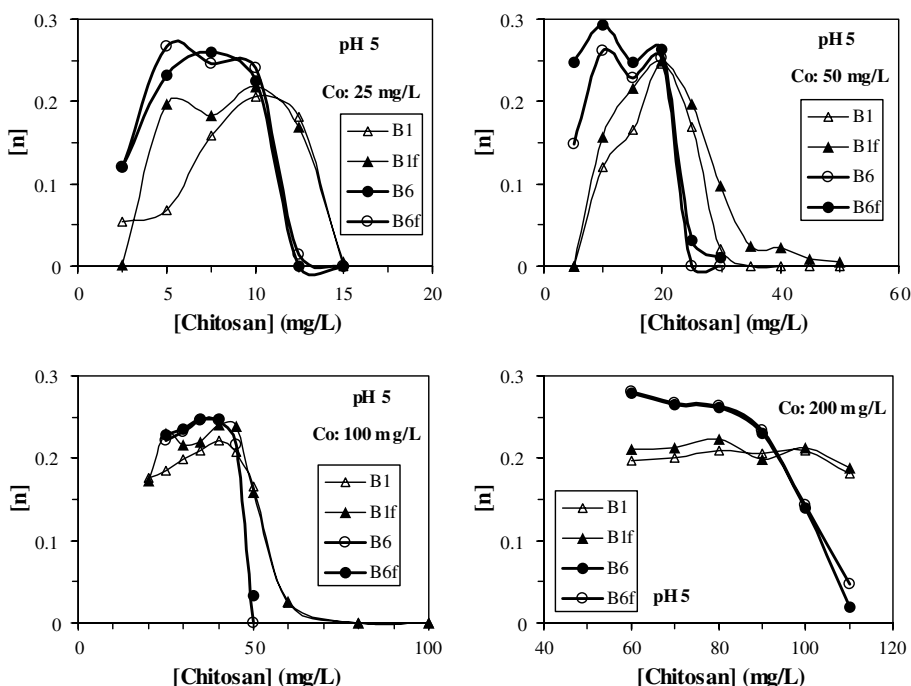 0.3
0.2
0.1
0
[n]
pH 5
Co: 25 mg/L
B1
B1f
B6
B6f
0 5 10 15 20
[Chitosan] (mg/L)
0.3
0.2
0.1
0
[n]
pH 5
Co: 50 mg/L
B1
B1f
B6
B6f
0 20 40 60
[Chitosan] (mg/L)
0.3
0.2
0.1
0
[n]
pH 5
Co: 100 mg/L
B1
B1f
B6
B6f
0 50 100
[Chitosan] (mg/L)
0.3
0.2
0.1
0
[n]
Co: 200 mg/L
B1
B1f
B6
B6f
pH 5
40 60 80 100 120
[Chitosan] (mg/L)